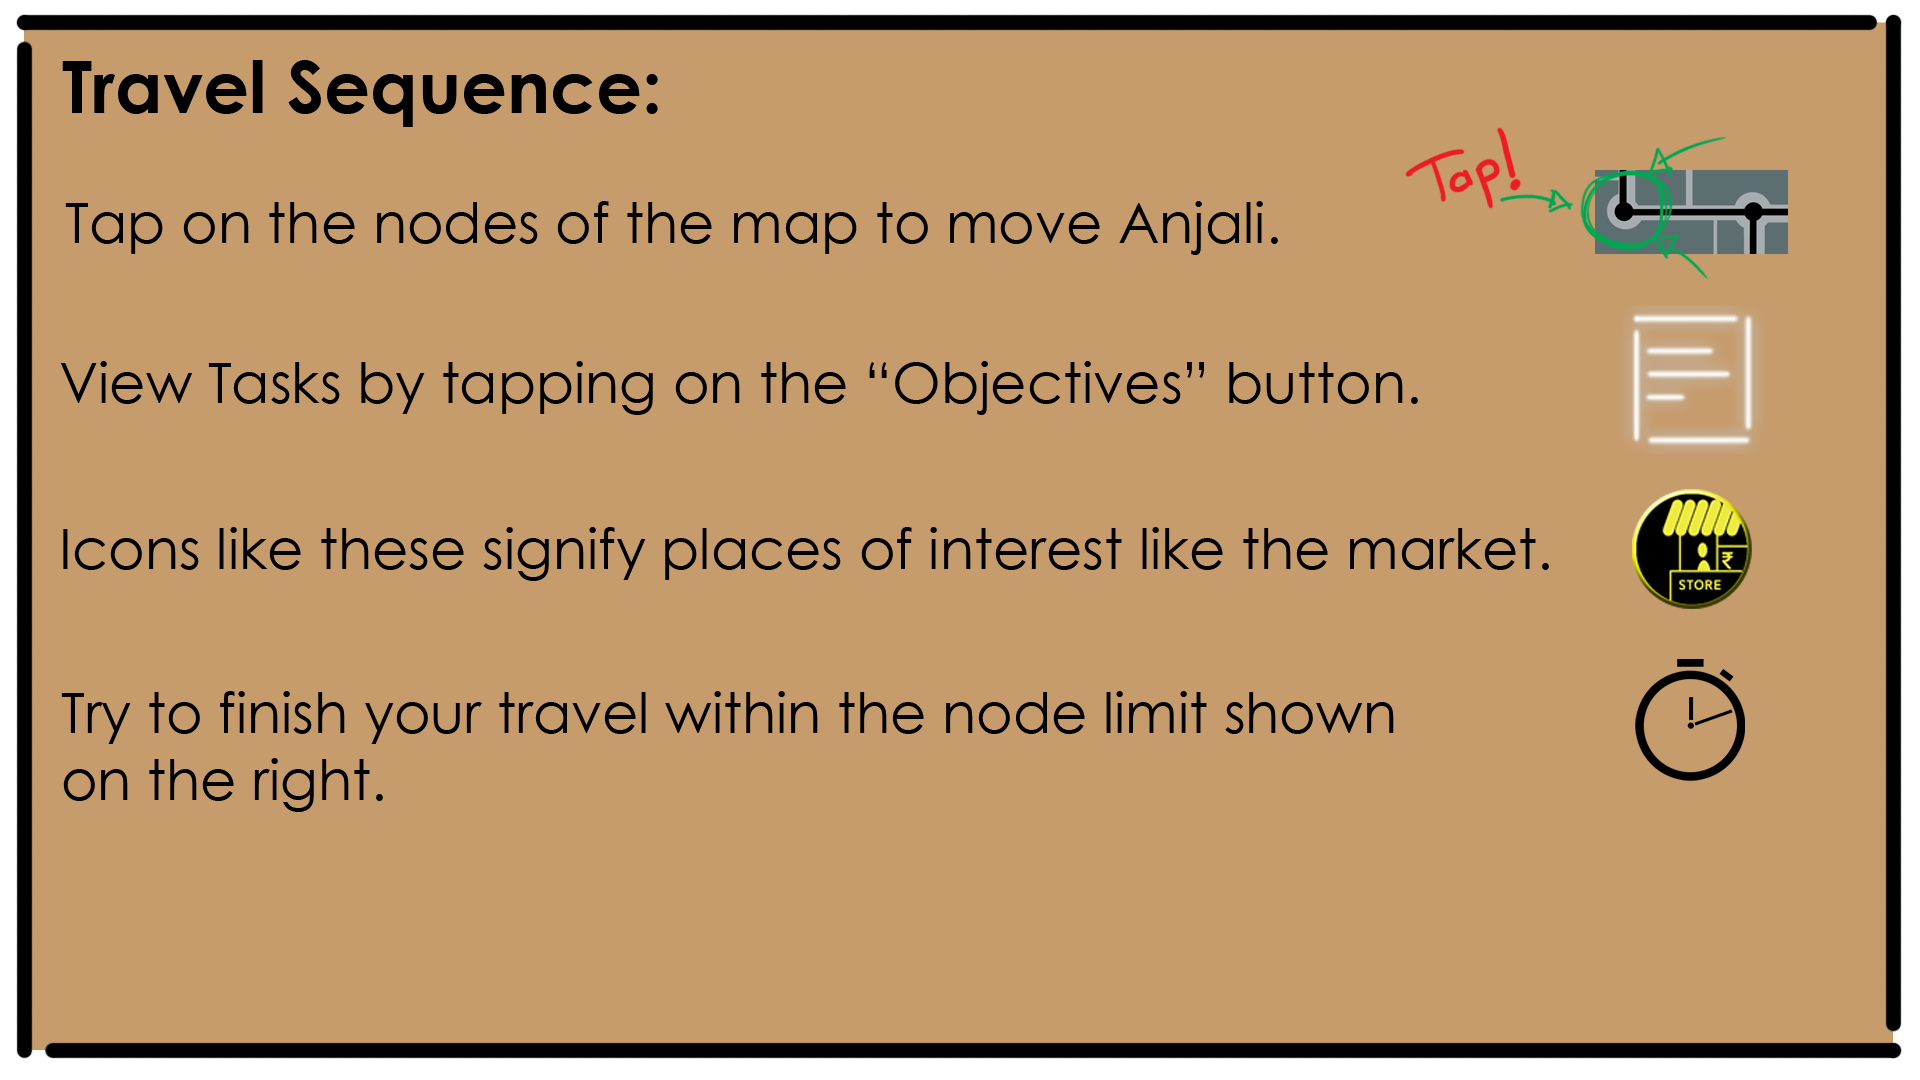 Travel Sequence:
Tap!
Tap on the nodes of the map to move Anjali.
View Tasks by tapping on the “Objectives” button.
Icons like these signify places of interest like the market.
₹
STORE
Try to finish your travel within the node limit shown
on the right.